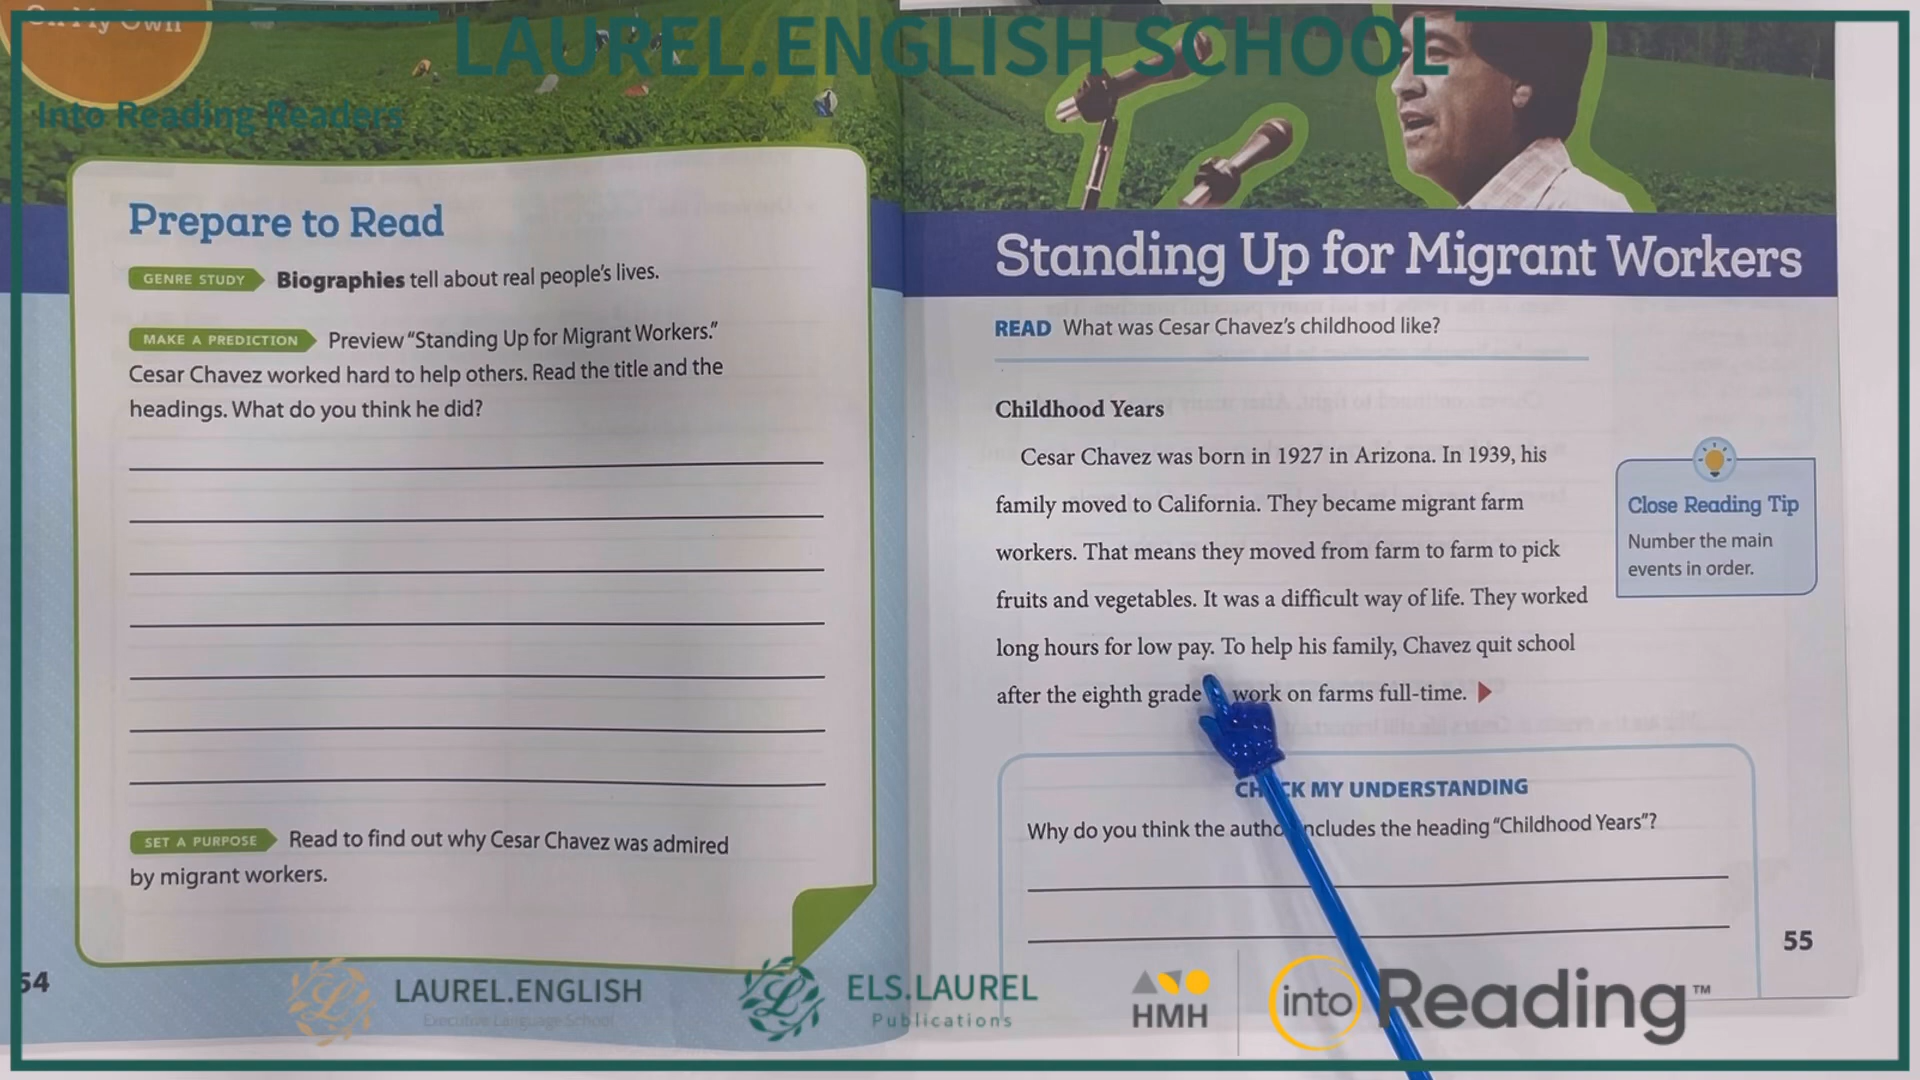 On My Own
LAUREL.ENGLISH SCHOOL
Into Reading Readers
Prepare to Read
GENRE STUDY Biographies tell about real people's lives.
MAKE A PREDICTION Preview "Standing Up for Migrant Workers."
Cesar Chavez worked hard to help others. Read the title and the
headings. What do you think he did?
SET A PURPOSE Read to find out why Cesar Chavez was admired
by migrant workers.
54
Standing Up for Migrant Workers
READ What was Cesar Chavez's childhood like?
Childhood Years
Cesar Chavez was born in 1927 in Arizona. In 1939, his
family moved to California. They became migrant farm
workers. That means they moved from farm to farm to pick
fruits and vegetables. It was a difficult way of life. They worked
long hours for low pay. To help his family, Chavez quit school
after the eighth grade work on farms full-time.
Close Reading Tip
Number the main
events in order.
CHECK MY UNDERSTANDING
Why do you think the author includes the heading "Childhood Years"?
55
LAUREL.ENGLISH
Executive Language School
ELS.LAUREL
Publications
HMH
into Reading™